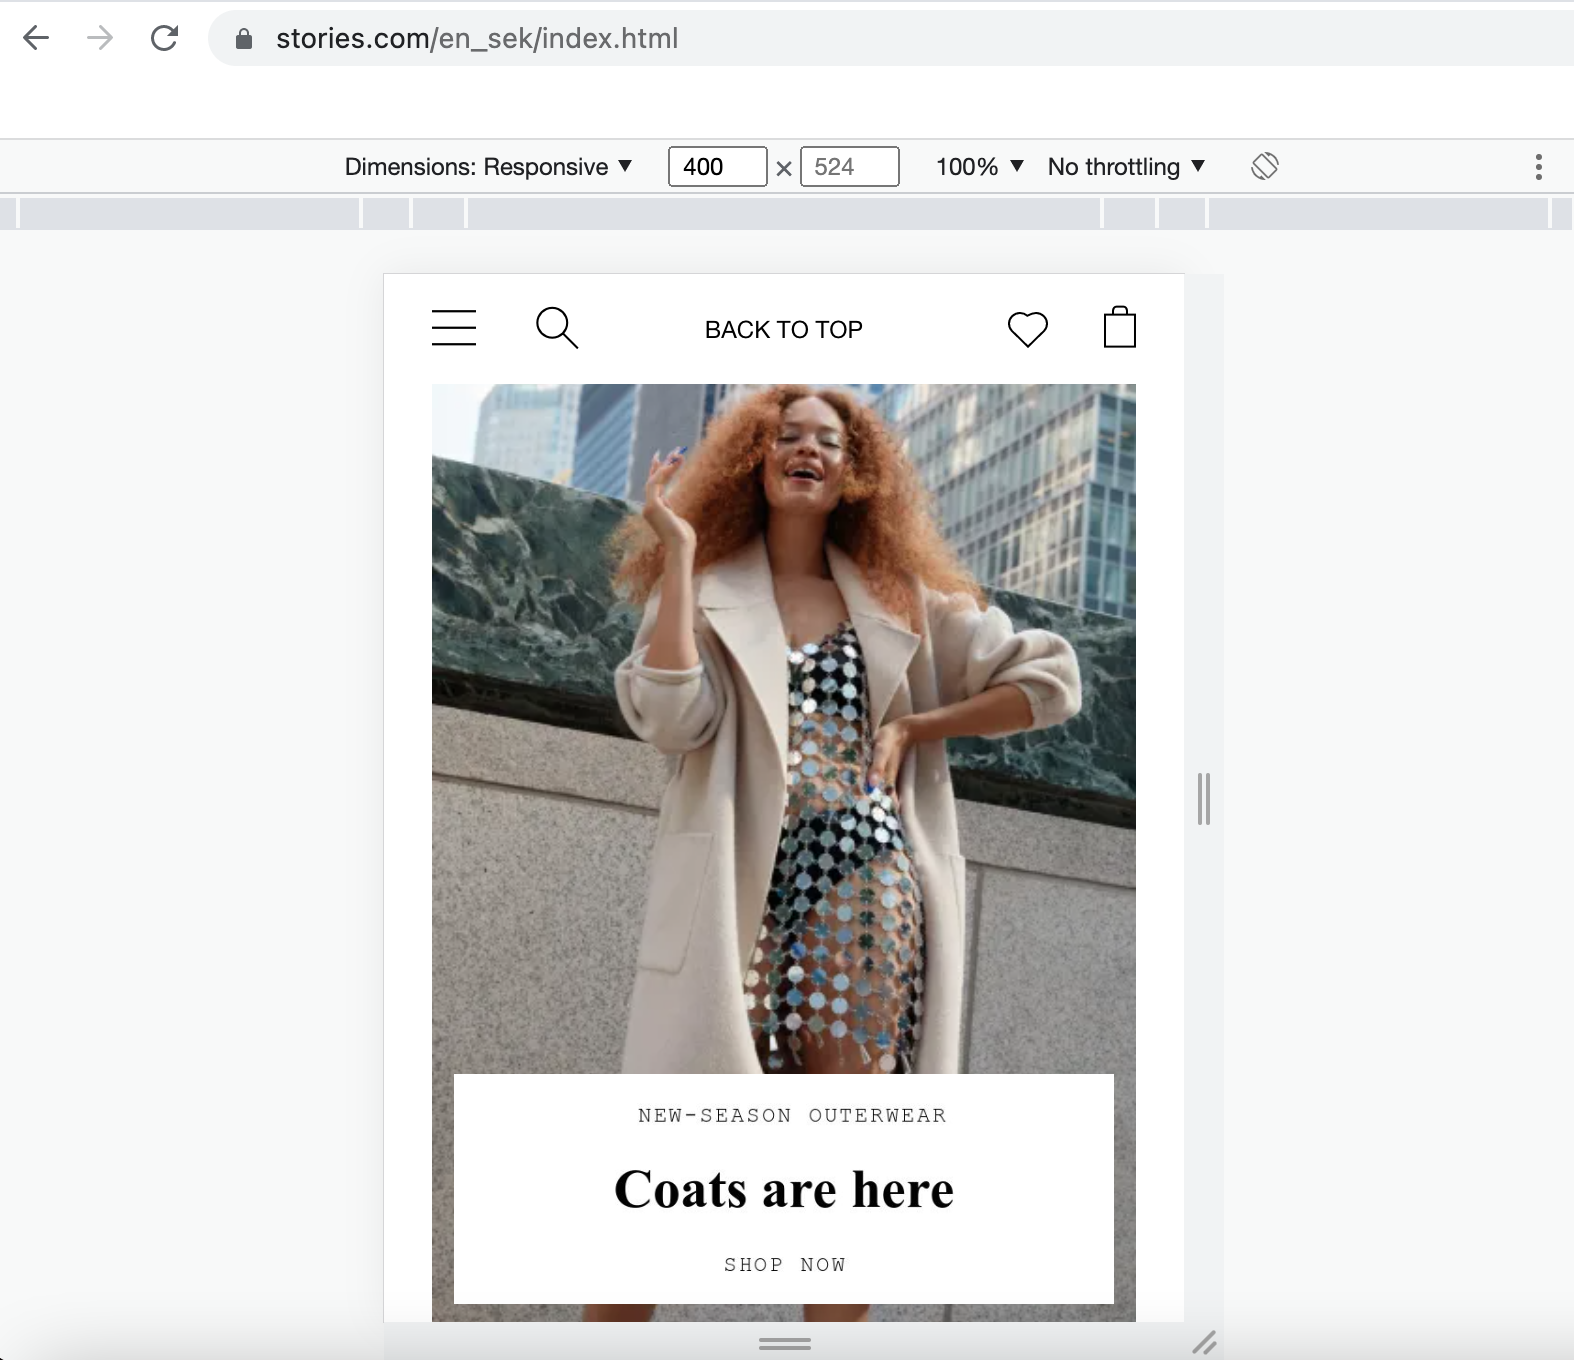 stories.com/en_sek/index.html
Dimensions: Responsive ▼ 400 × 524 100% ▼ No throttling ▼
BACK TO TOP
NEW-SEASON OUTERWEAR
Coats are here
SHOP NOW